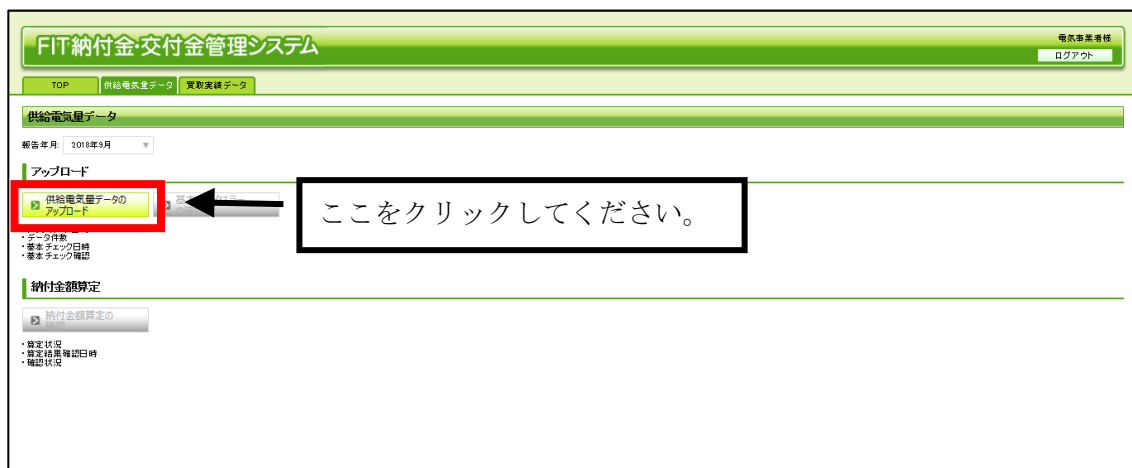 FIT納付金・交付金管理システム
電気事業者様
ログアウト
TOP
供給電気量データ
買取実績データ
供給電気量データ
報告年月: 2018年9月
アップロード
供給電気量データの
アップロード
ここをクリックしてください。
・データ件数
・基本チェック日時
・基本チェック確認
納付金額算定
納付金額算定の
・算定状況
・算定結果確認日時
・確認状況